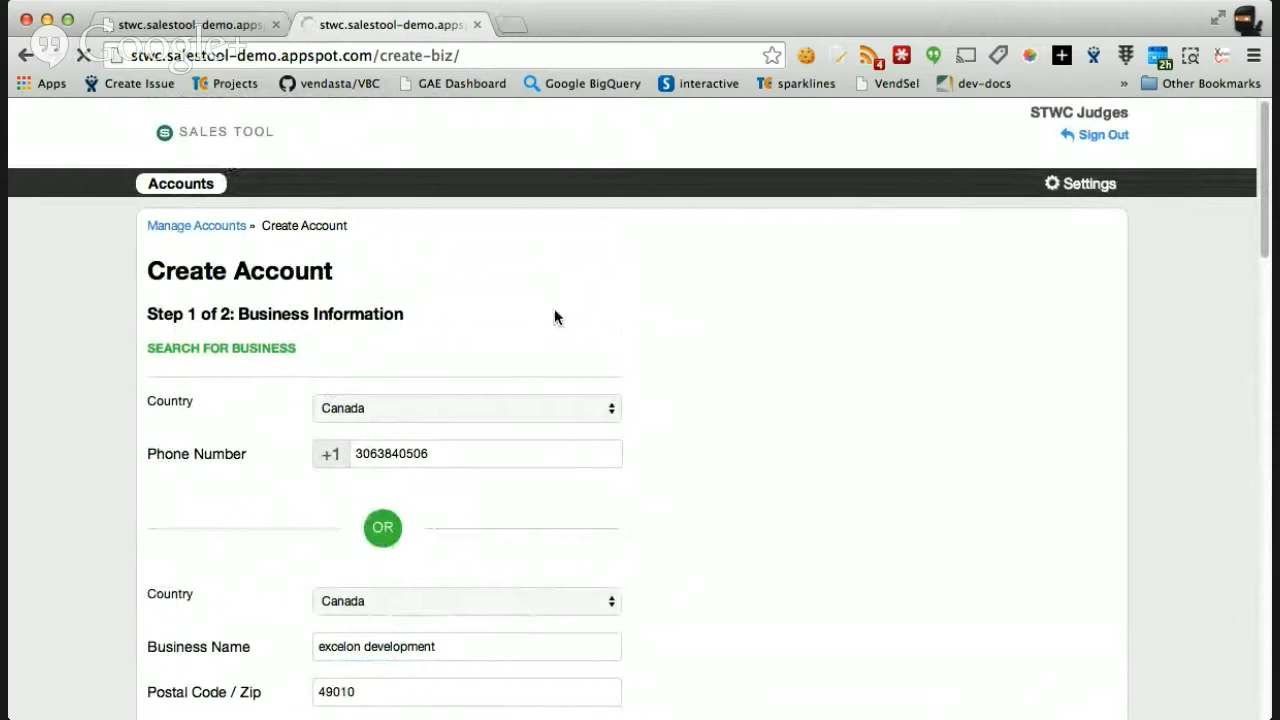 stwc.salestool-demo.apps
stwc.salestool-demo.apps
Google+
stwc.salestool-demo.appspot.com/create-biz/
4
2h
Apps
Create Issue
Projects
vendasta/VBC
GAE Dashboard
Google BigQuery
interactive
sparklines
VendSel
dev-docs
»
Other Bookmarks
SALES TOOL
STWC Judges
Sign Out
Accounts
Settings
Manage Accounts » Create Account
Create Account
Step 1 of 2: Business Information
SEARCH FOR BUSINESS
Country
Canada
Phone Number
+1 3063840506
OR
Country
Canada
Business Name
excelon development
Postal Code / Zip
49010